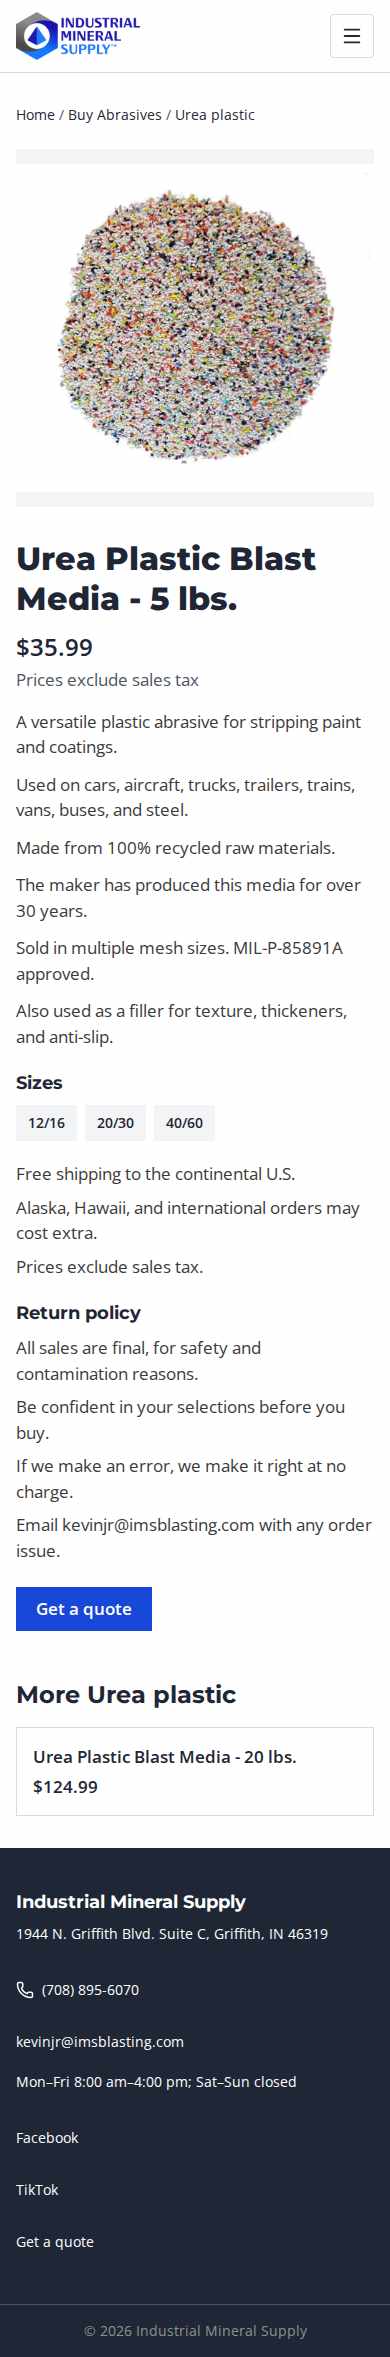 INDUSTRIAL
MINERAL
SUPPLY™
Home / Buy Abrasives / Urea plastic
Urea Plastic Blast
Media - 5 lbs.
$35.99
Prices exclude sales tax
A versatile plastic abrasive for stripping paint
and coatings.
Used on cars, aircraft, trucks, trailers, trains,
vans, buses, and steel.
Made from 100% recycled raw materials.
The maker has produced this media for over
30 years.
Sold in multiple mesh sizes. MIL-P-85891A
approved.
Also used as a filler for texture, thickeners,
and anti-slip.
Sizes
12/16 20/30 40/60
Free shipping to the continental U.S.
Alaska, Hawaii, and international orders may
cost extra.
Prices exclude sales tax.
Return policy
All sales are final, for safety and
contamination reasons.
Be confident in your selections before you
buy.
If we make an error, we make it right at no
charge.
Email kevinjr@imsblasting.com with any order
issue.
Get a quote
More Urea plastic
Urea Plastic Blast Media - 20 lbs.
$124.99
Industrial Mineral Supply
1944 N. Griffith Blvd. Suite C, Griffith, IN 46319
(708) 895-6070
kevinjr@imsblasting.com
Mon–Fri 8:00 am–4:00 pm; Sat–Sun closed
Facebook
TikTok
Get a quote
© 2026 Industrial Mineral Supply